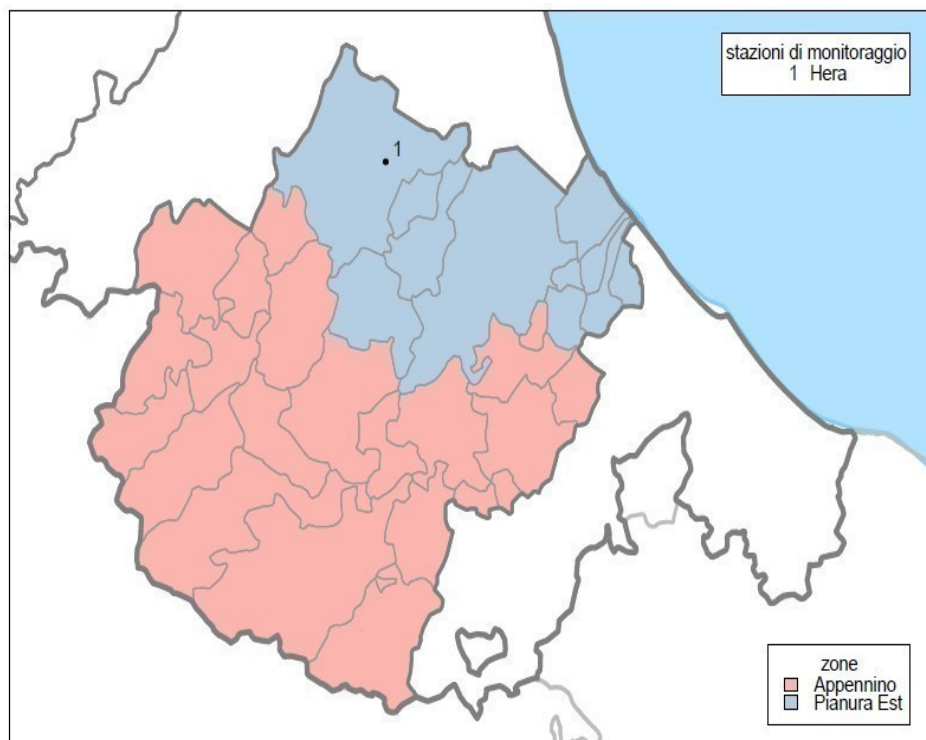 stazioni di monitoraggio
1 Hera
1
zone
Appennino
Pianura Est